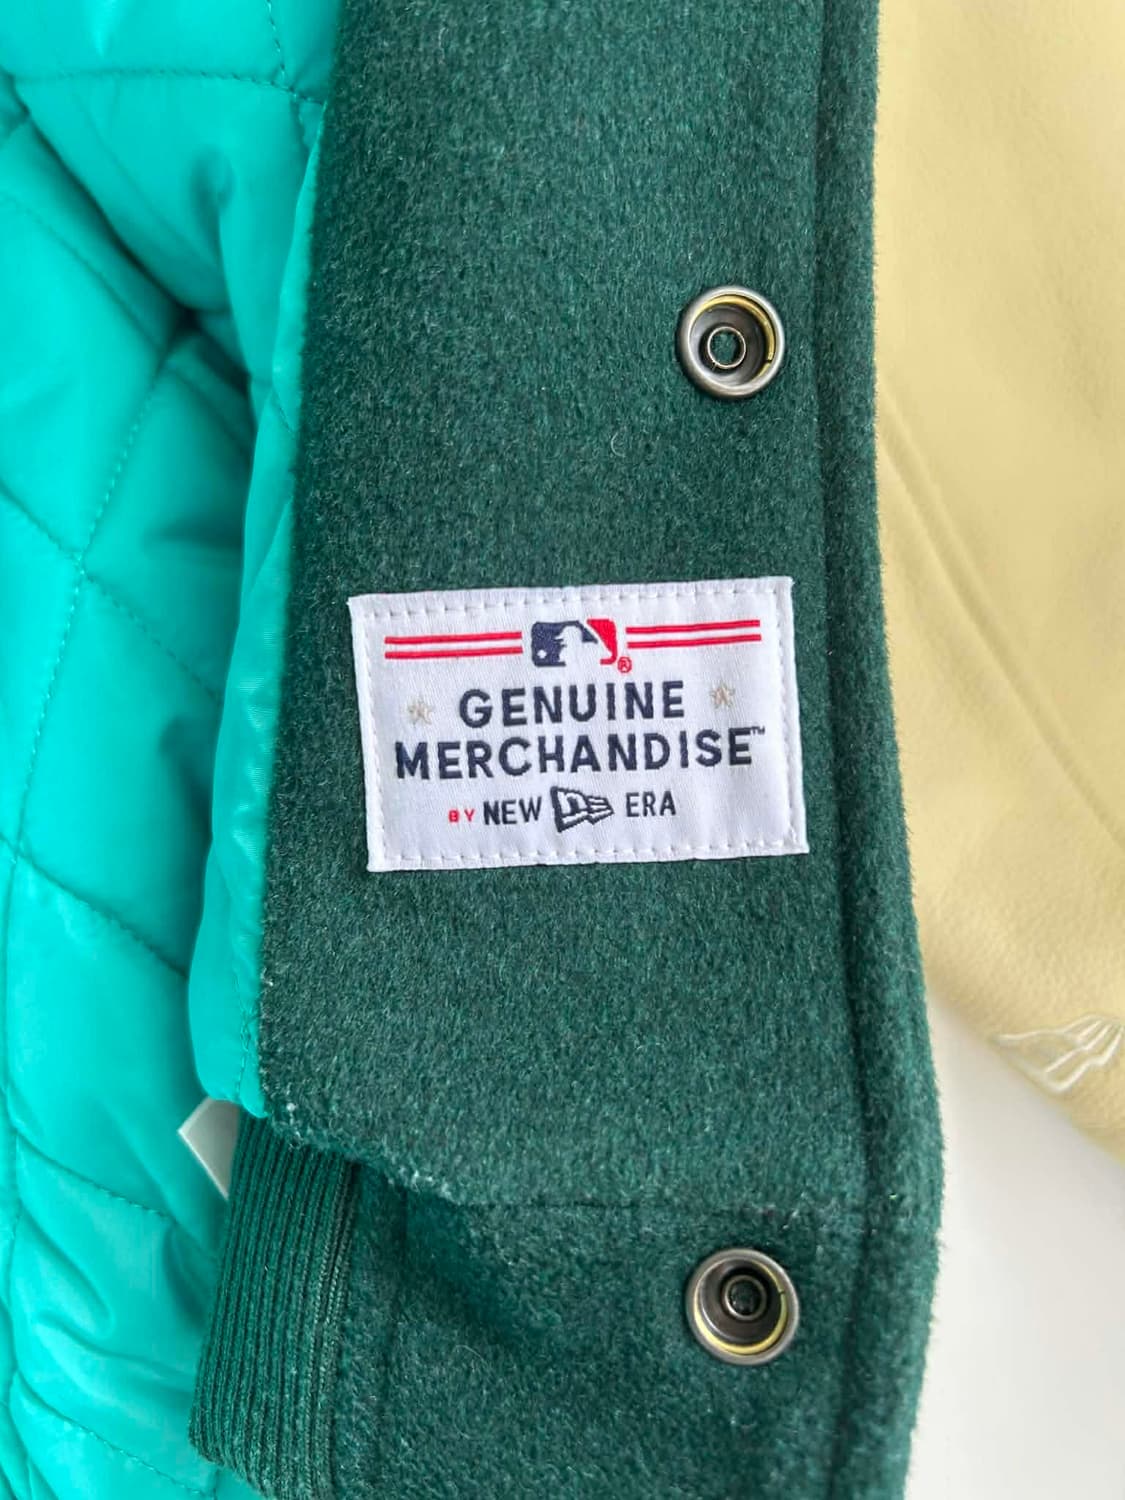 GENUINE
MERCHANDISE™
BY NEW ERA